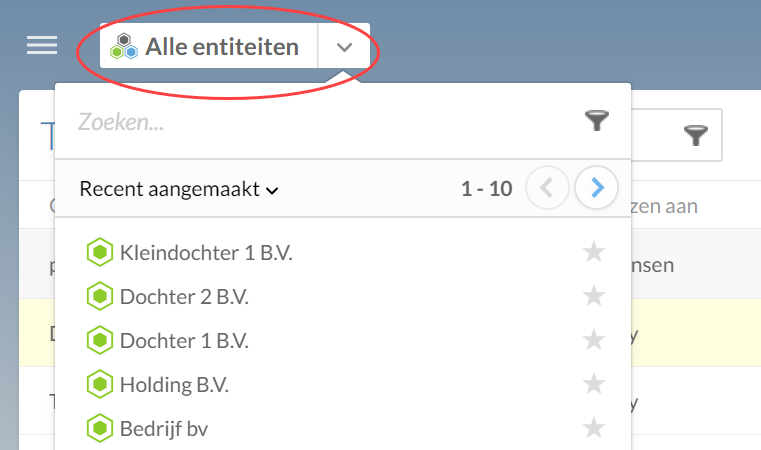 Alle entiteiten
Zoeken...
Recent aangemaakt 1 - 10
zen aan
Kleindochter 1 B.V.
nsen
Dochter 2 B.V.
Dochter 1 B.V.
y
Holding B.V.
y
Bedrijf bv